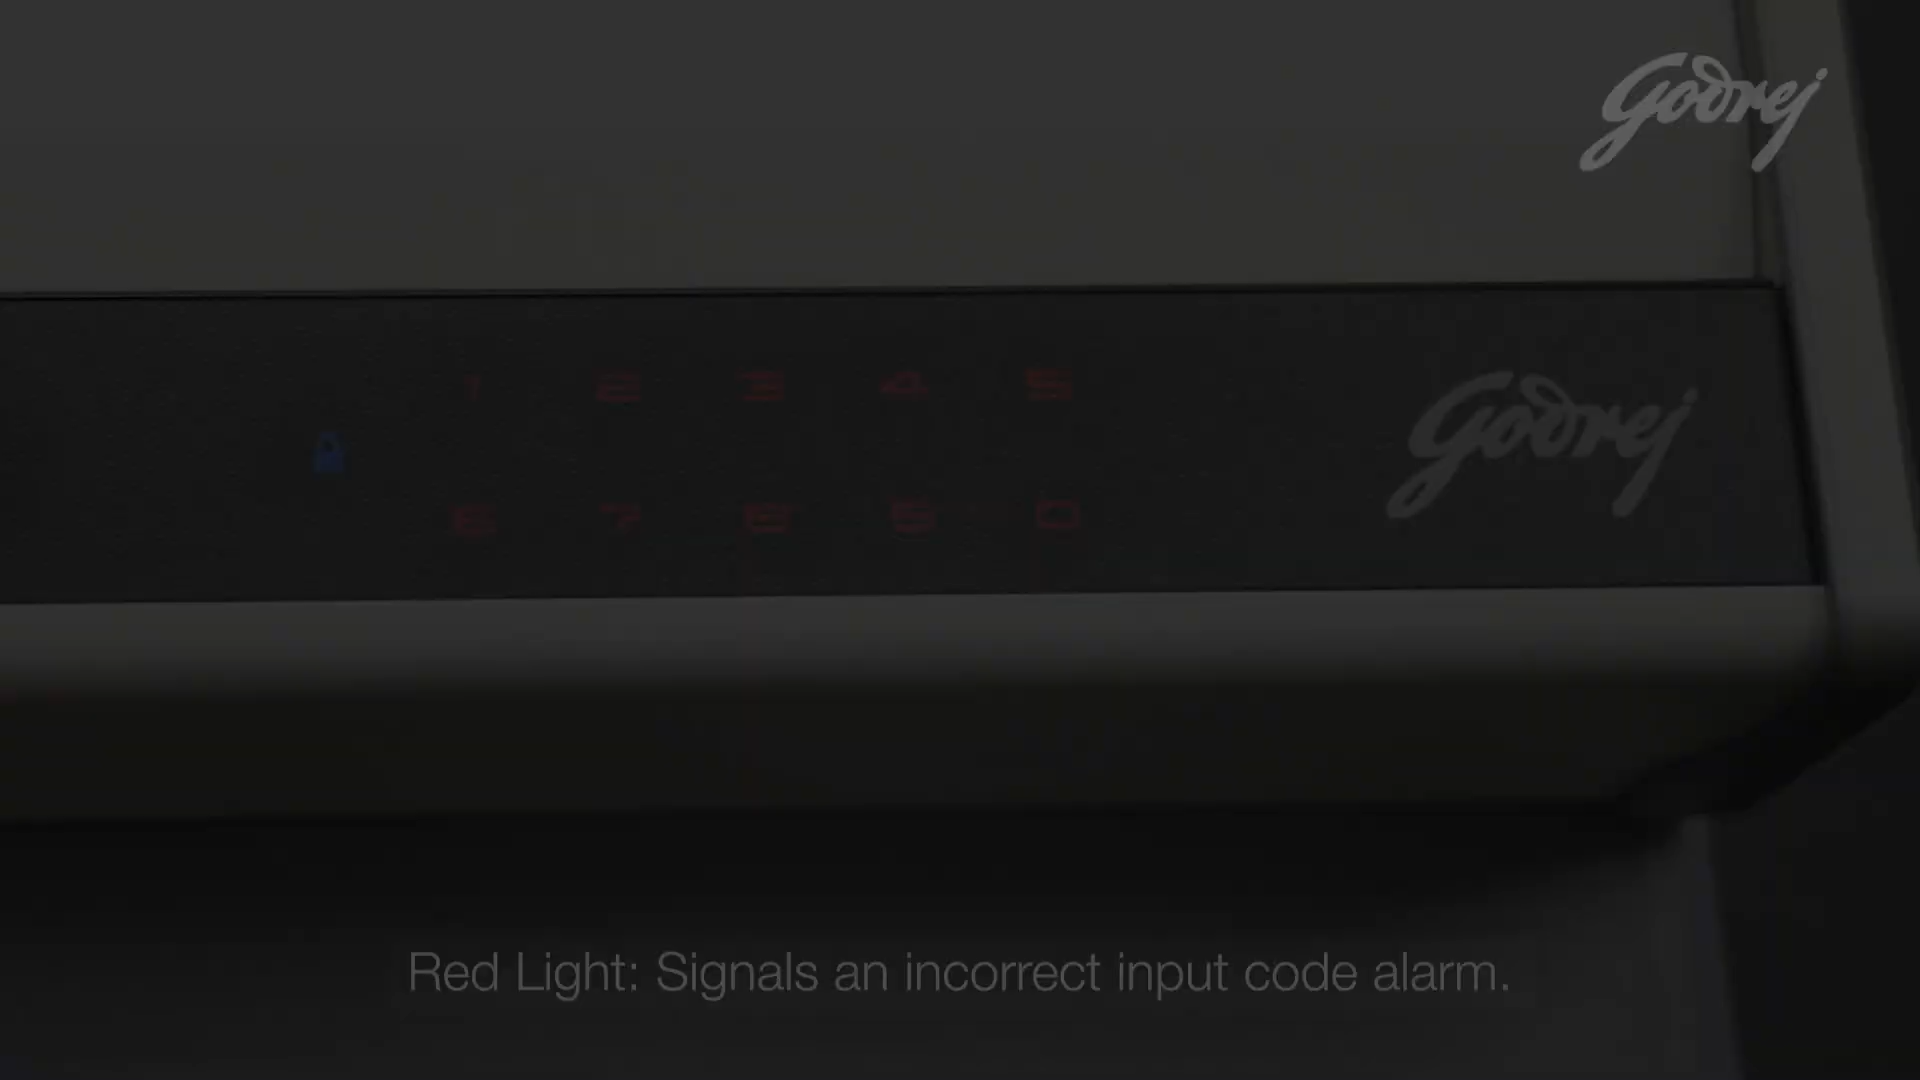 Godrej
1 2 3 4 5
Godrej
6 7 8 9 0
Red Light: Signals an incorrect input code alarm.